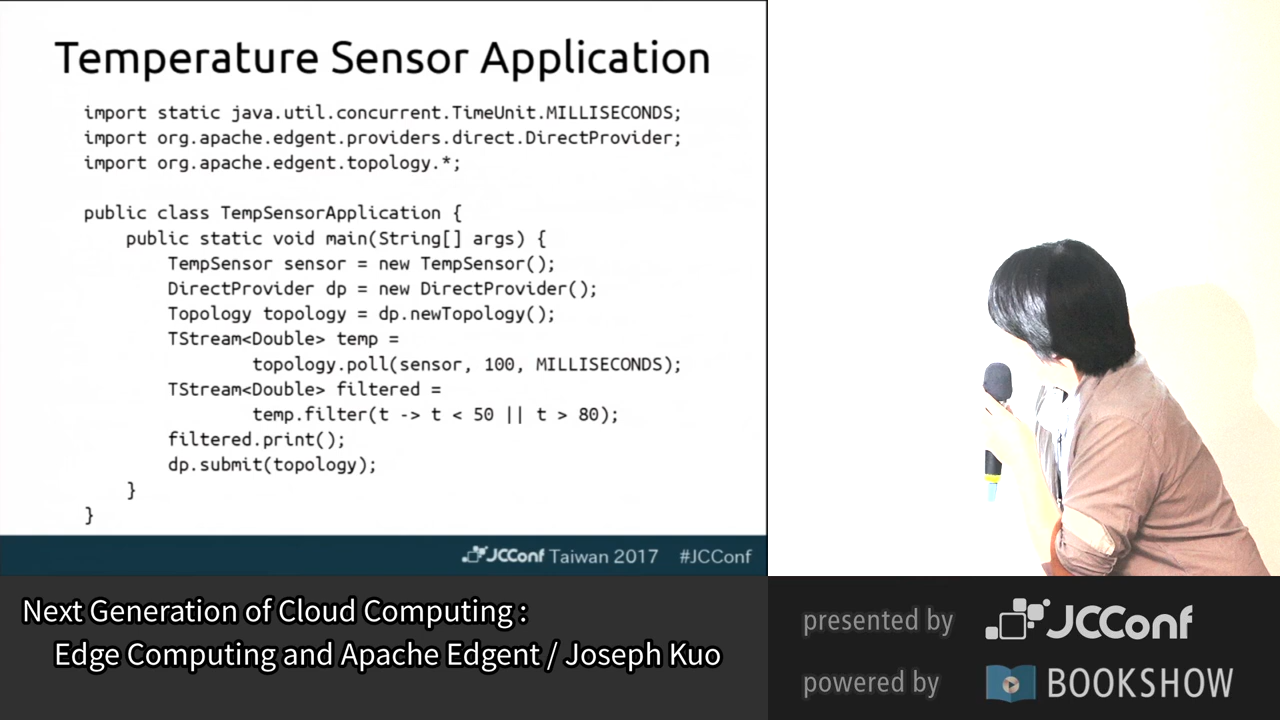 Temperature Sensor Application
import static java.util.concurrent.TimeUnit.MILLISECONDS;
import org.apache.edgent.providers.direct.DirectProvider;
import org.apache.edgent.topology.*;
public class TempSensorApplication {
public static void main(String[] args) {
TempSensor sensor = new TempSensor();
DirectProvider dp = new DirectProvider();
Topology topology = dp.newTopology();
TStream<Double> temp =
topology.poll(sensor, 100, MILLISECONDS);
TStream<Double> filtered =
temp.filter(t -> t < 50 || t > 80);
filtered.print();
dp.submit(topology);
}
}
JCConf Taiwan 2017 #JCConf
Next Generation of Cloud Computing :
Edge Computing and Apache Edgent / Joseph Kuo
presented by JCConf
powered by BOOKSHOW